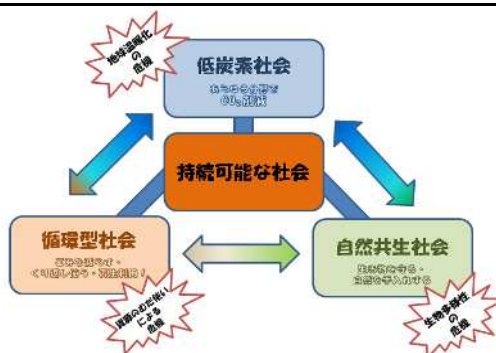 地球温暖化
の
危機
低炭素社会
あらゆる分野で
CO₂削減
持続可能な社会
循環型社会
ごみを減らす・
くり返し使う・再生利用！
資源のむだ使い
による
危機
自然共生社会
生き物を守る・
自然を手入れする
生物多様性
の
危機